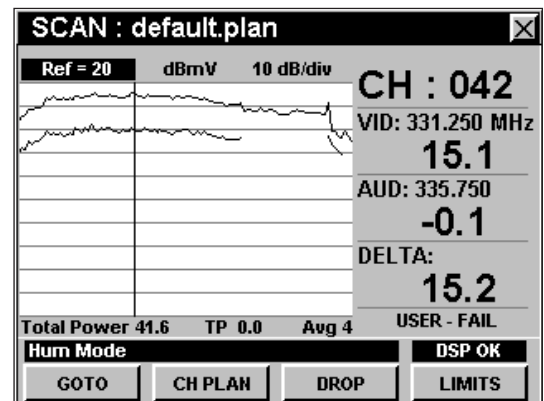 SCAN : default.plan
Ref = 20 dBmV 10 dB/div
CH : 042
VID: 331.250 MHz
15.1
AUD: 335.750
-0.1
DELTA:
15.2
USER - FAIL
Total Power 41.6 TP 0.0 Avg 4
Hum Mode DSP OK
GOTO CH PLAN DROP LIMITS